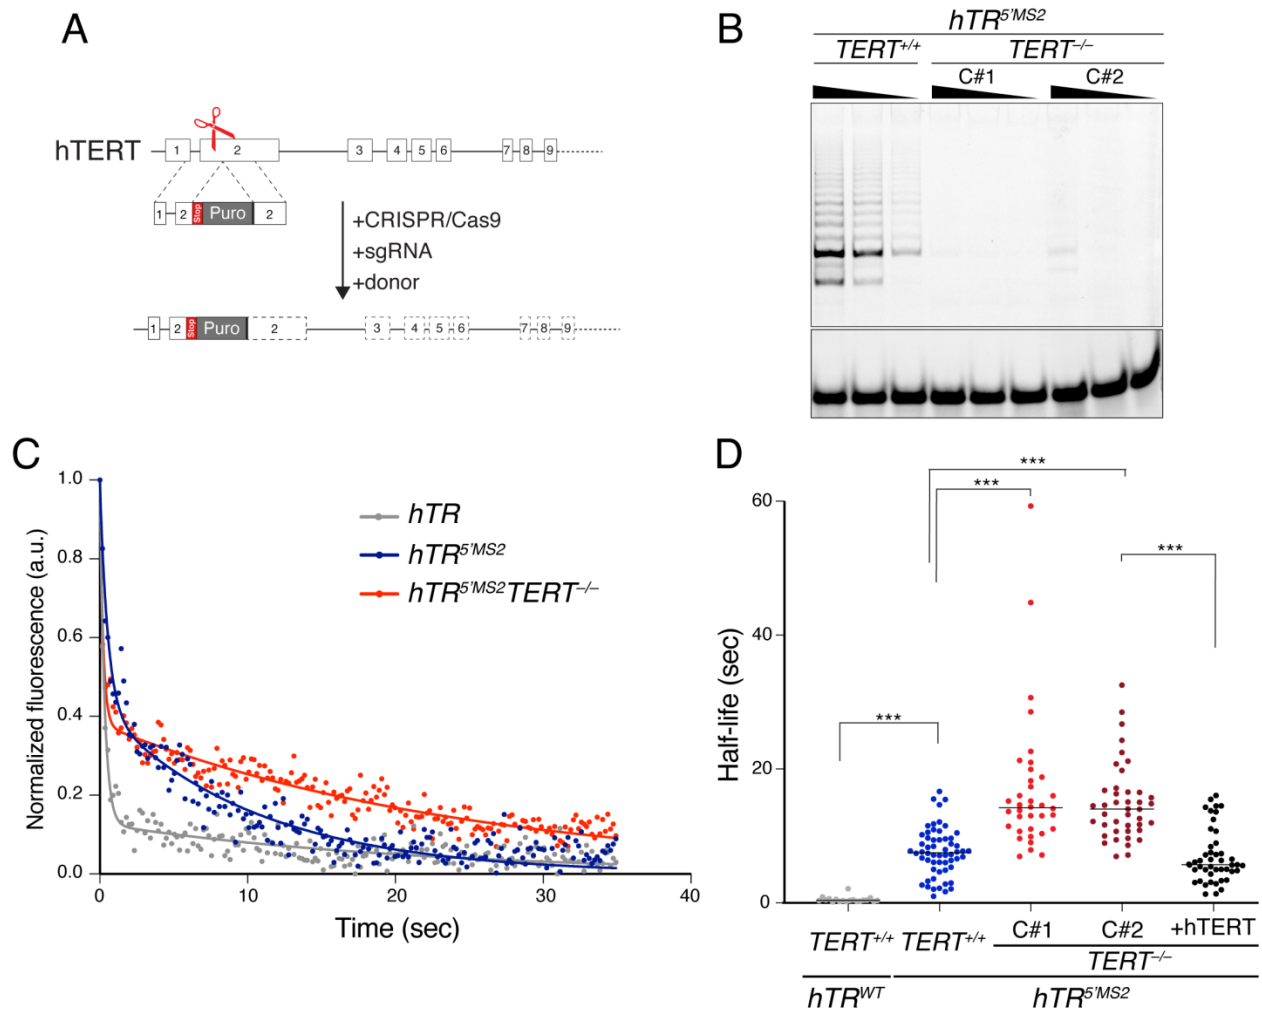 A
hTERT
1 2 3 4 5 6 7 8 9
1 2 Stop Puro 2
+CRISPR/Cas9
+sgRNA
+donor
1 2 Stop Puro 2 3 4 5 6 7 8 9
B
hTR5'MS2
TERT+/+ TERT–/–
C#1 C#2
C
Normalized fluorescence (a.u.)
1.0
0.8
0.6
0.4
0.2
0.0
hTR
hTR5'MS2
hTR5'MS2TERT–/–
0 10 20 30 40
Time (sec)
D
Half-life (sec)
60
40
20
0
*** *** *** ***
TERT+/+ TERT+/+ C#1 C#2 +hTERT
TERT–/–
hTRWT hTR5'MS2